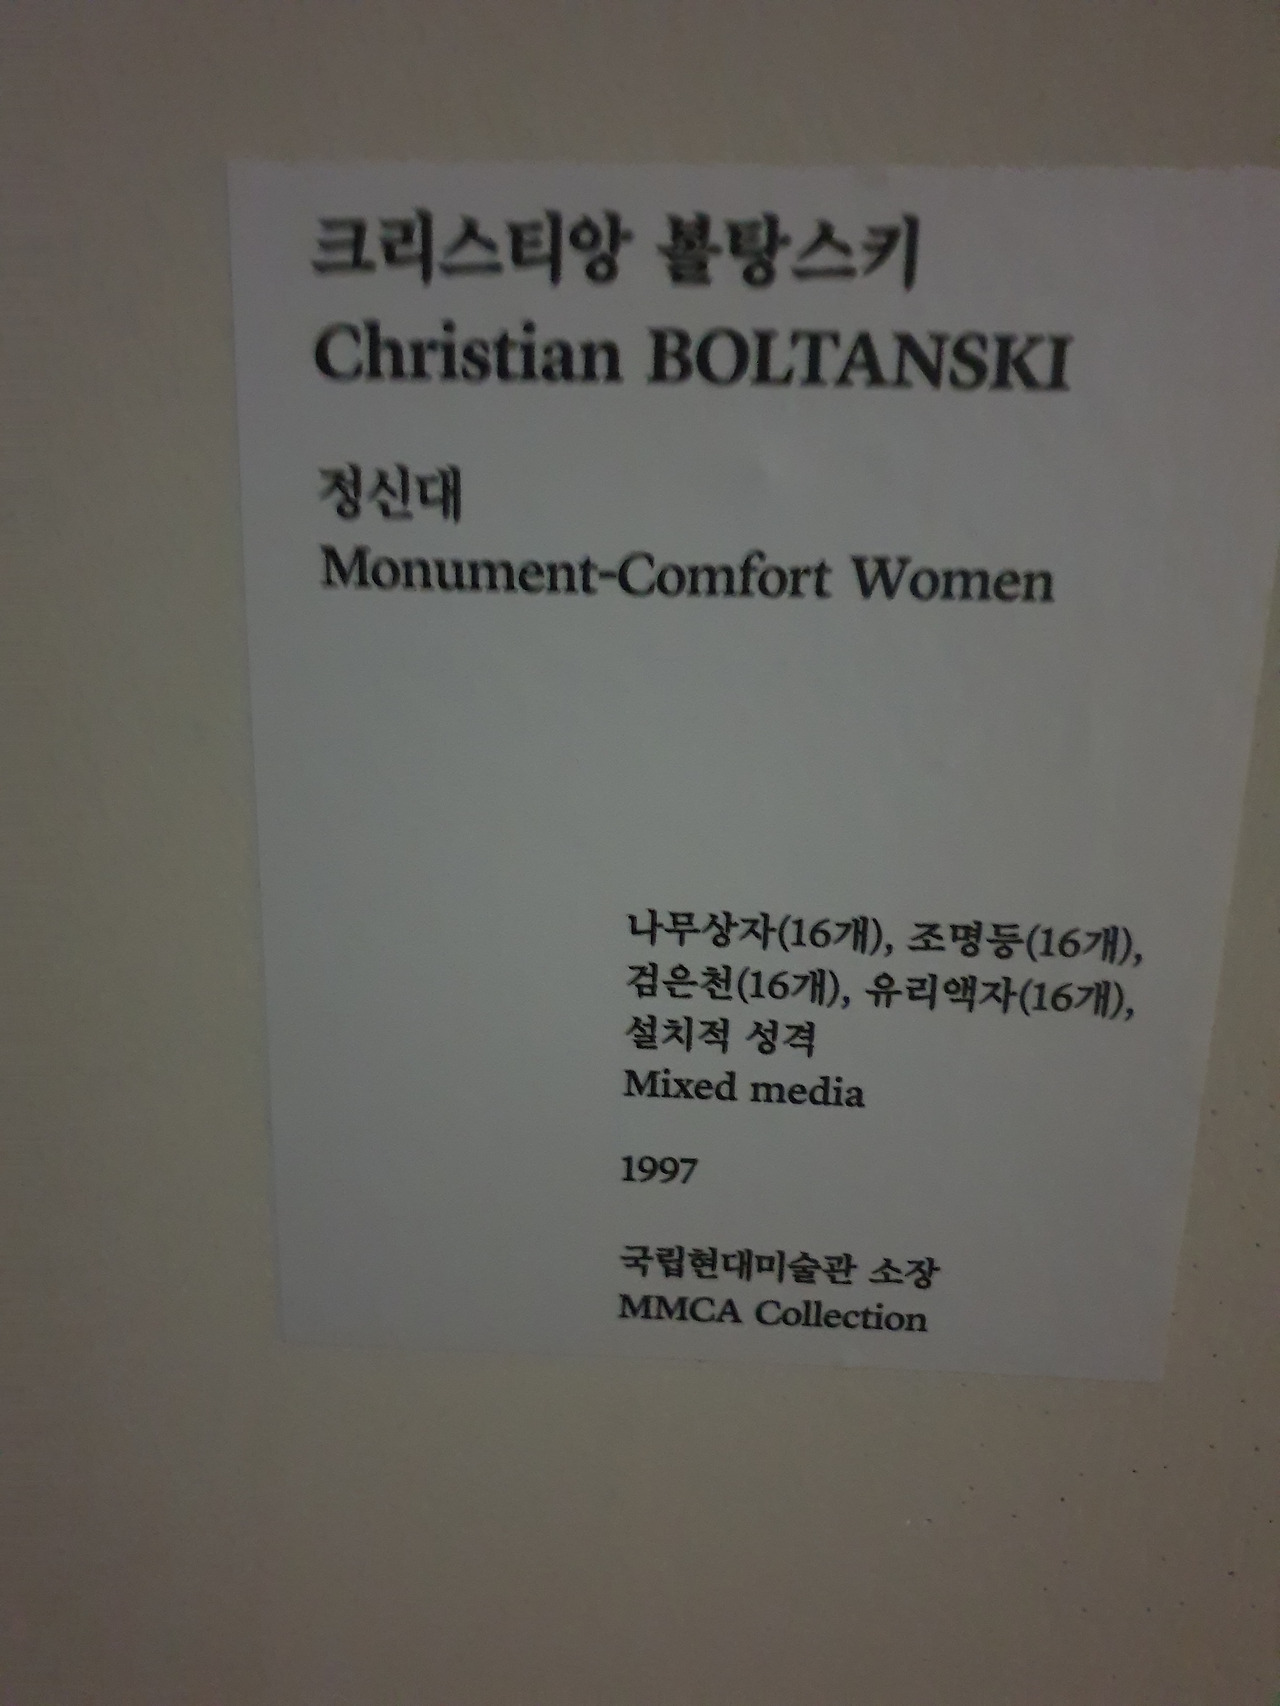 크리스티앙 볼탕스키
Christian BOLTANSKI
정신대
Monument-Comfort Women
나무상자(16개), 조명등(16개),
검은천(16개), 유리액자(16개),
설치적 성격
Mixed media
1997
국립현대미술관 소장
MMCA Collection